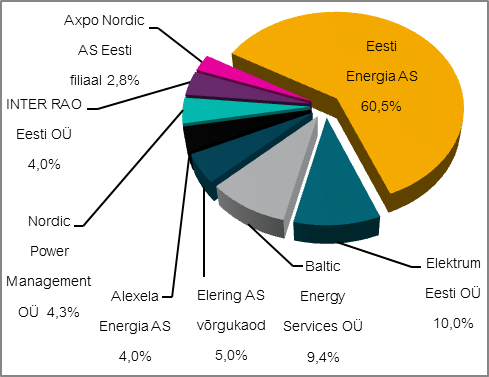 Axpo Nordic
AS Eesti
filiaal 2,8%
Eesti
Energia AS
60,5%
INTER RAO
Eesti OÜ
4,0%
Nordic
Power
Management
OÜ 4,3%
Alexela
Energia AS
4,0%
Elering AS
võrgukaod
5,0%
Baltic
Energy
Services OÜ
9,4%
Elektrum
Eesti OÜ
10,0%